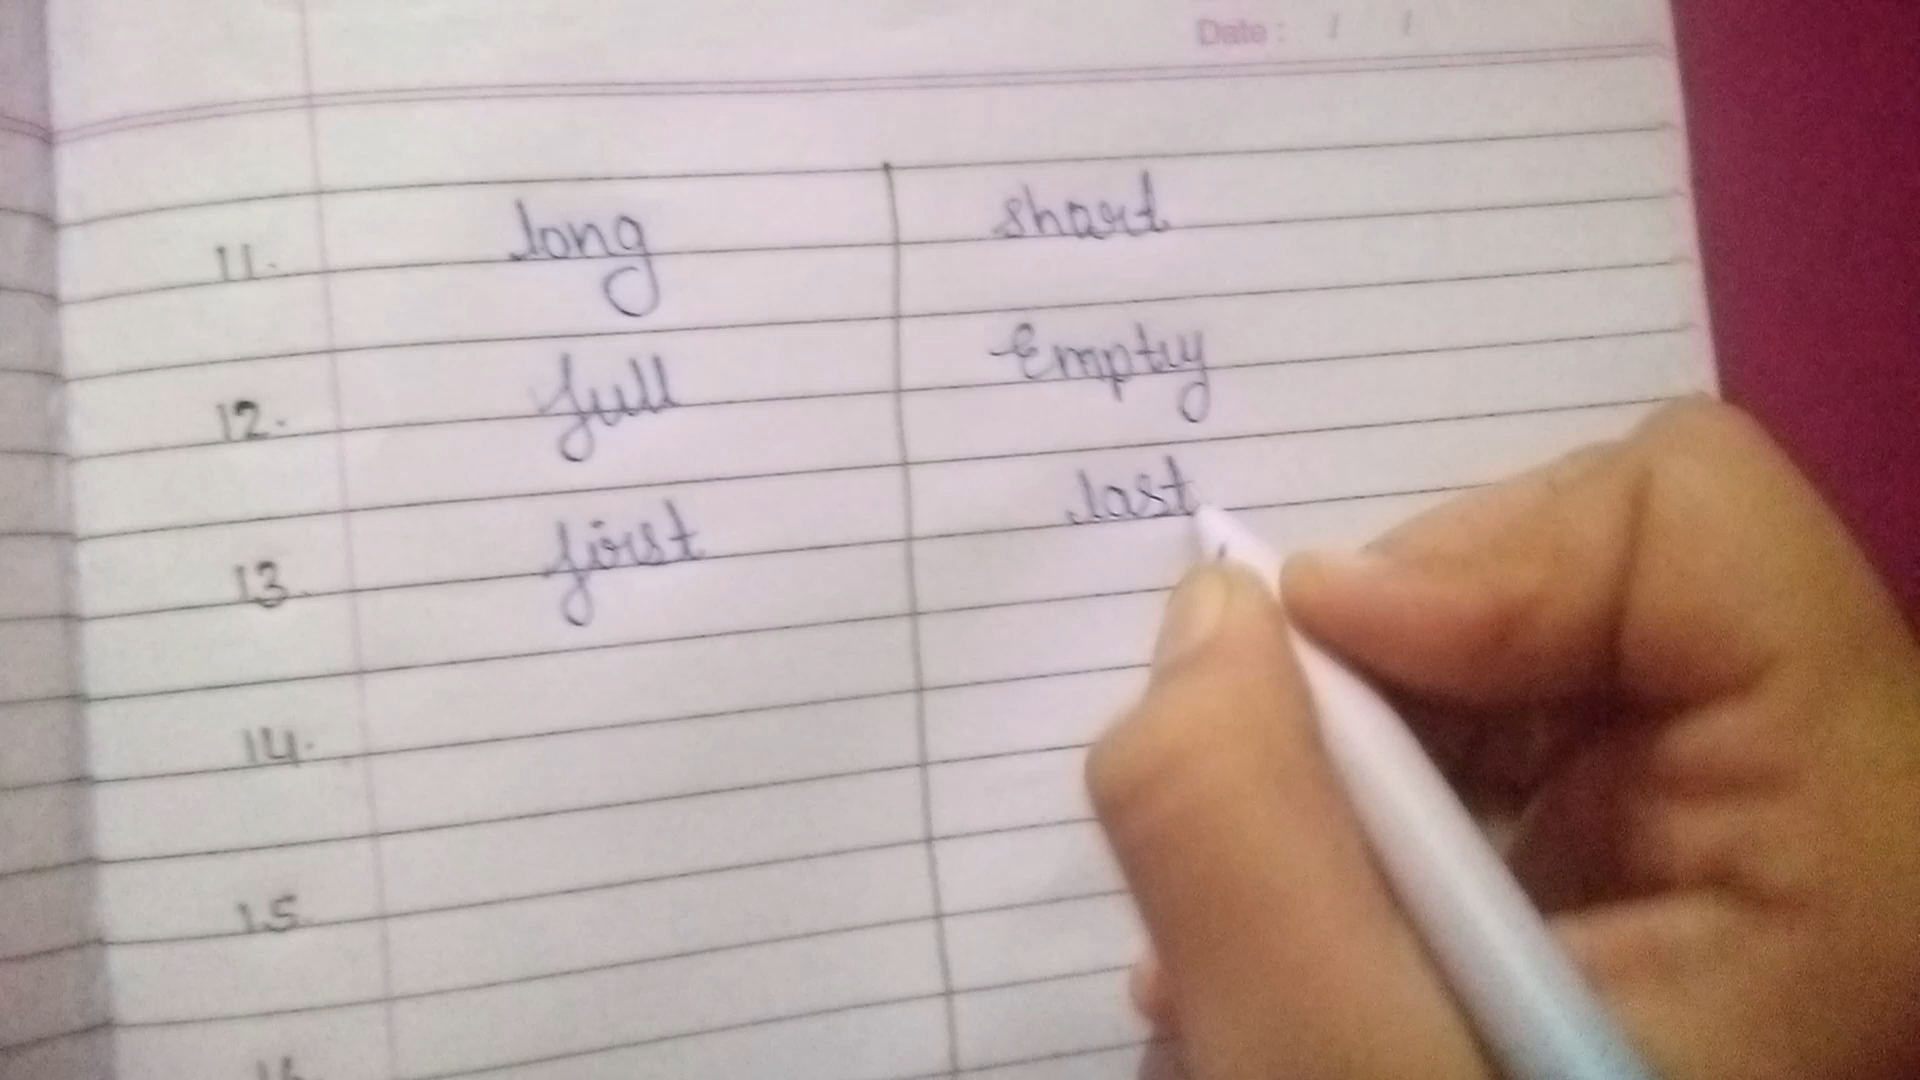 Date: / /
11. long short
12. full Empty
13. first last
14.
15.